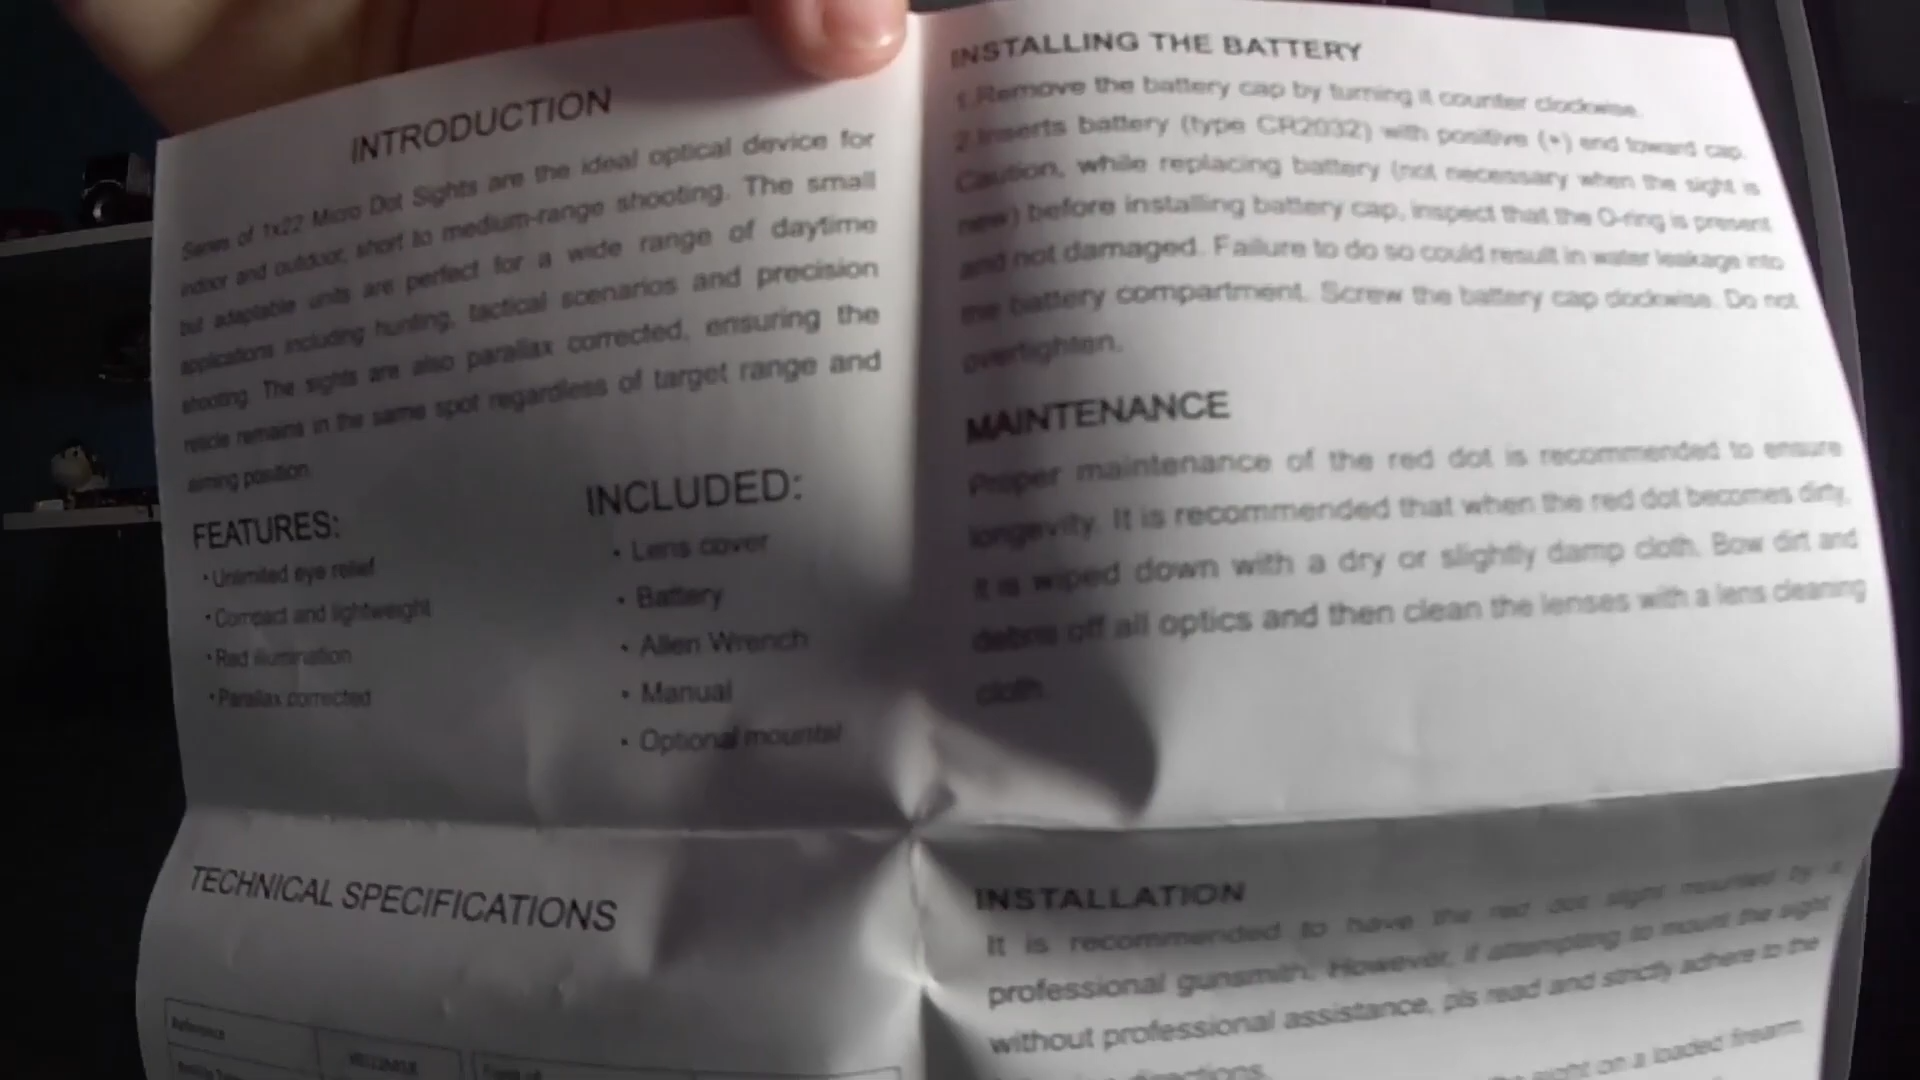 INTRODUCTION
Series of 1x22 Micro Dot Sights are the ideal optical device for
indoor and outdoor, short to medium-range shooting. The small
but adaptable units are perfect for a wide range of daytime
applications including hunting, tactical scenarios and precision
shooting. The sights are also parallax corrected, ensuring the
reticle remains in the same spot regardless of target range and
aiming position.
FEATURES:
• Unlimited eye relief
• Compact and lightweight
• Red illumination
• Parallax corrected
INCLUDED:
• Lens cover
• Battery
• Allen Wrench
• Manual
• Optional
TECHNICAL SPECIFICATIONS
Reference
INSTALLING THE BATTERY
1.Remove the battery cap by turning it counter clockwise.
2.Inserts battery (type CR2032) with positive (+) end toward cap.
Caution, while replacing battery (not necessary when the sight is
new) before installing battery cap, inspect that the O-ring is present
and not damaged. Failure to do so could result in water leakage into
the battery compartment. Screw the battery cap clockwise. Do not
overtighten.
MAINTENANCE
Proper maintenance of the red dot is recommended to ensure
longevity. It is recommended that when the red dot becomes dirty,
it is wiped down with a dry or slightly damp cloth. Bow dirt and
debris off all optics and then clean the lenses with a lens cleaning
cloth.
INSTALLATION
It is recommended to have the red dot sight mounted by a
professional gunsmith. However, if attempting to mount the sight
without professional assistance, pls read and strictly adhere to the
directions.
sight on a loaded firearm